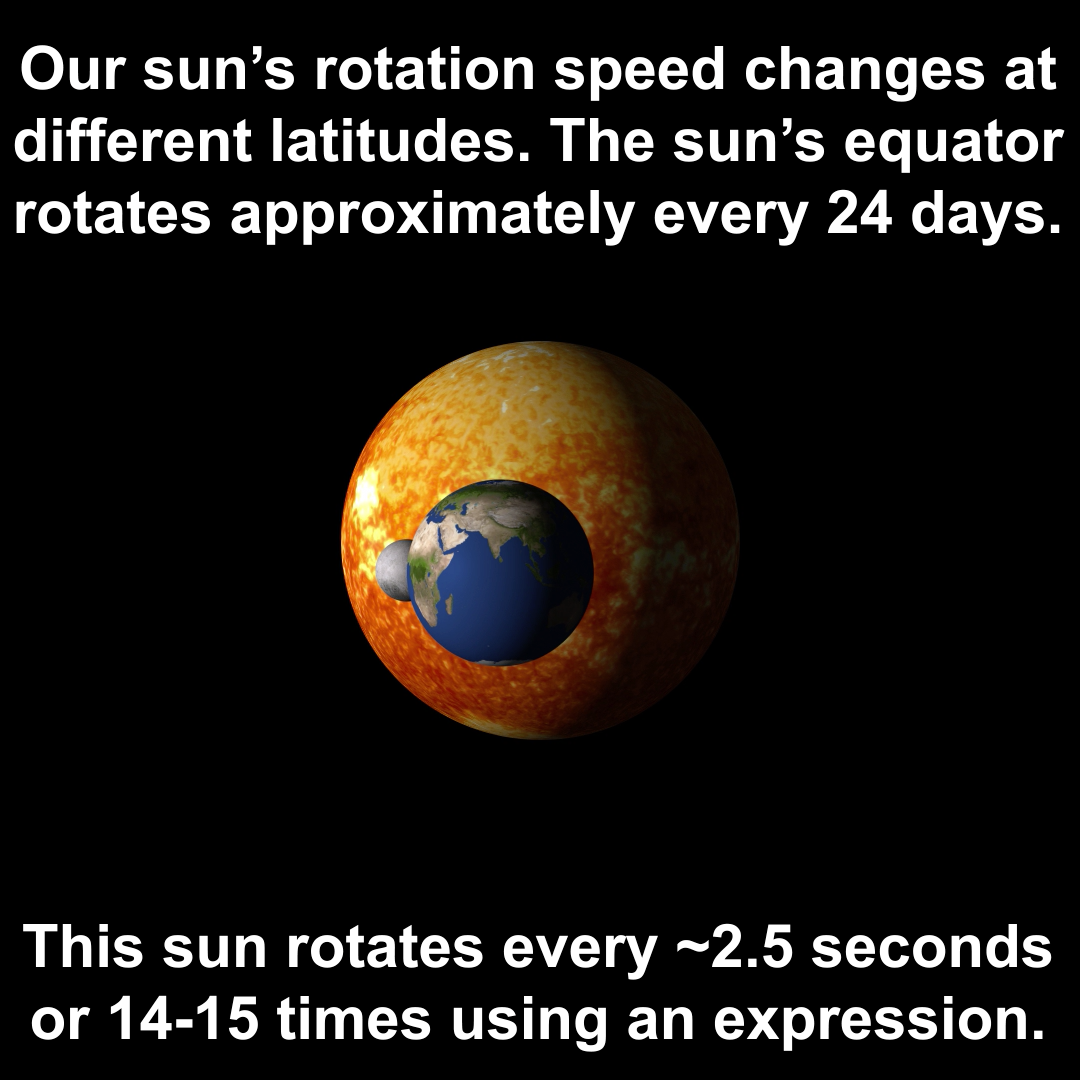 Our sun’s rotation speed changes at
different latitudes. The sun’s equator
rotates approximately every 24 days.
This sun rotates every ~2.5 seconds
or 14-15 times using an expression.